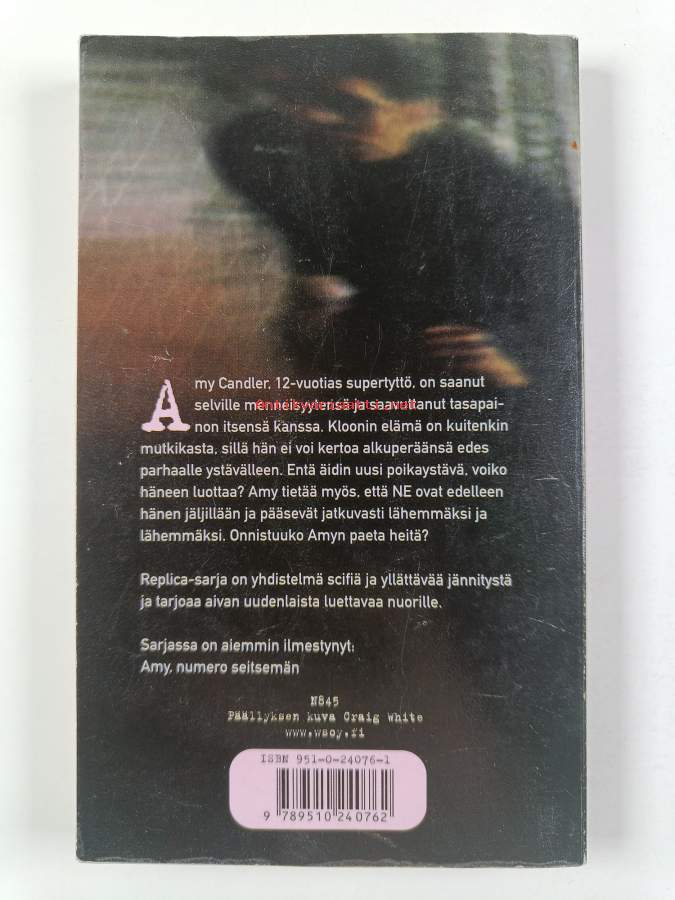 Amy Candler, 12-vuotias supertyttö, on saanut
selville menneisyytensä ja saavuttanut tasapai-
non itsensä kanssa. Kloonin elämä on kuitenkin
mutkikasta, sillä hän ei voi kertoa alkuperäänsä edes
parhaalle ystävälleen. Entä äidin uusi poikaystävä, voiko
häneen luottaa? Amy tietää myös, että NE ovat edelleen
hänen jäljillään ja pääsevät jatkuvasti lähemmäksi ja
lähemmäksi. Onnistuuko Amyn paeta heitä?
Replica-sarja on yhdistelmä scifiä ja yllättävää jännitystä
ja tarjoaa aivan uudenlaista luettavaa nuorille.
Sarjassa on aiemmin ilmestynyt:
Amy, numero seitsemän
N845
Päällyksen kuva Craig White
www.wsoy.fi
ISBN 951-0-24076-1
9 789510 240762